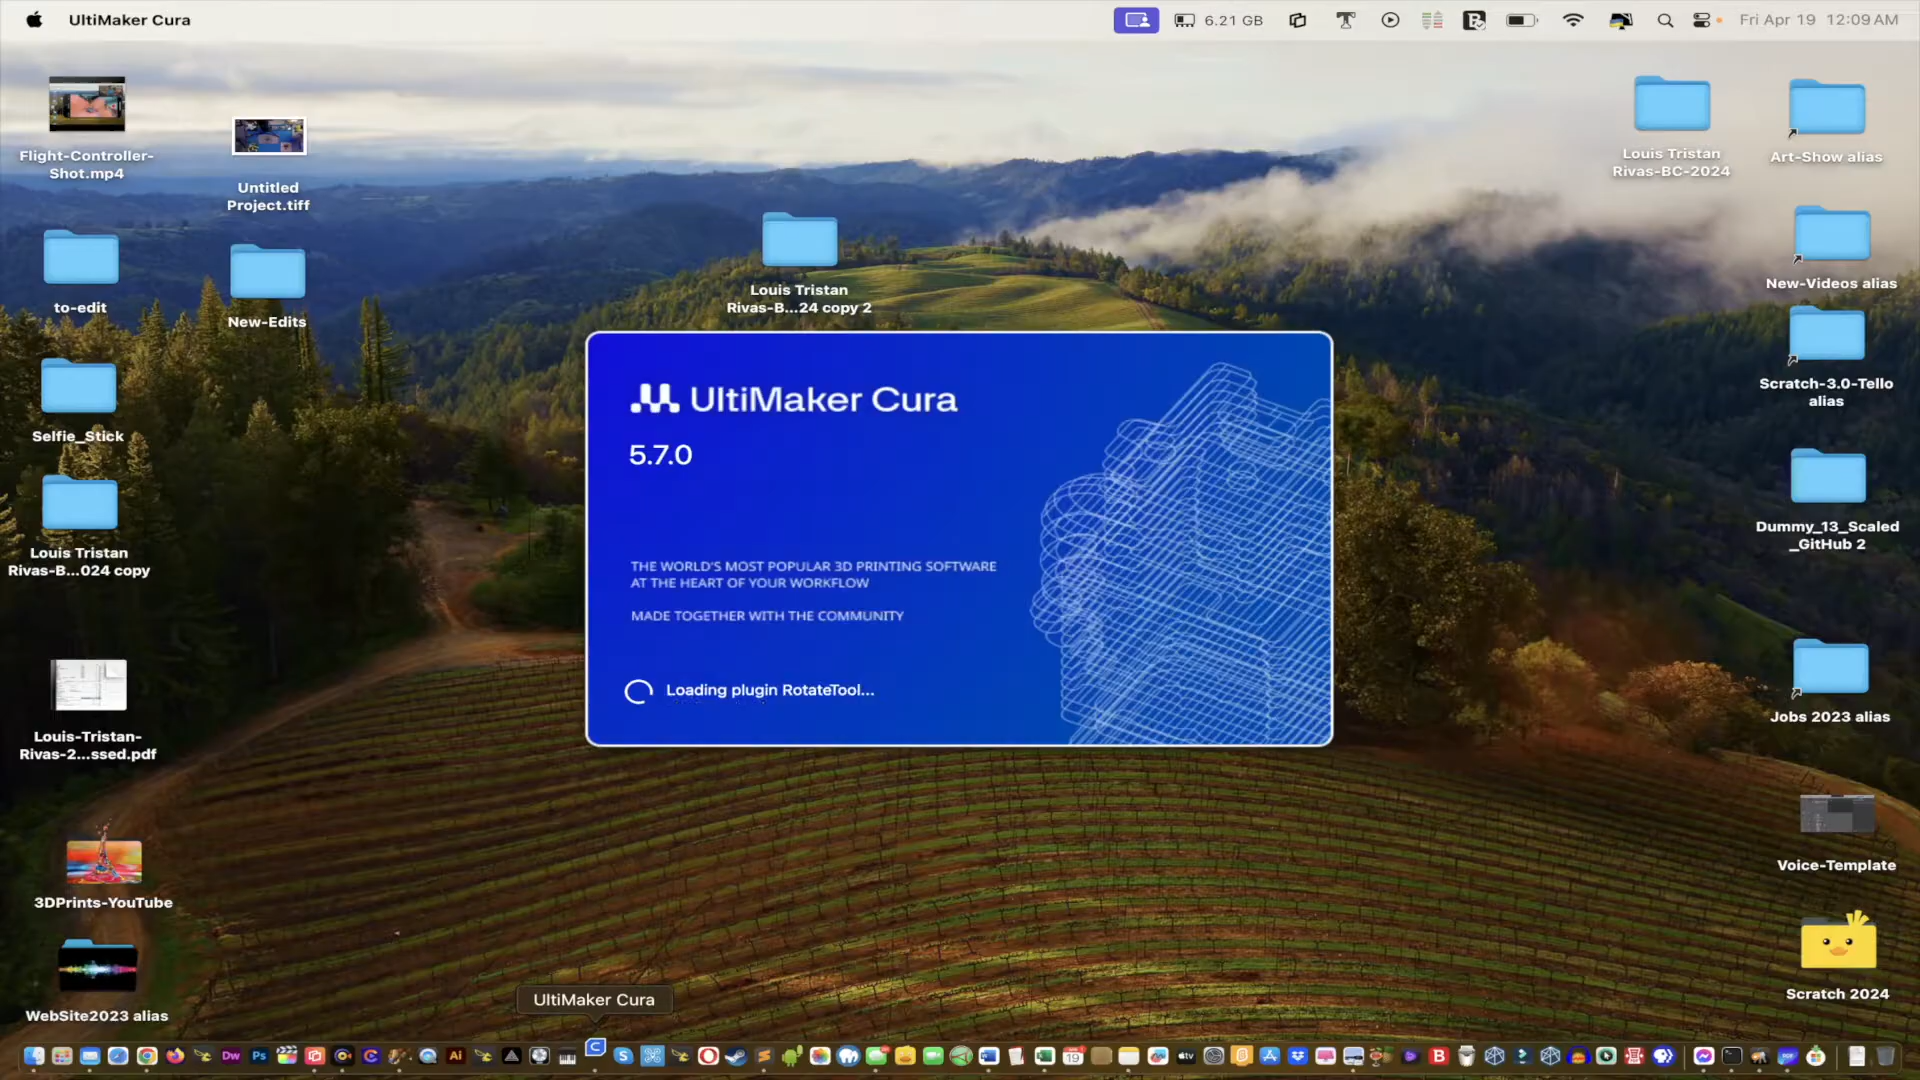 UltiMaker Cura
6.21 GB
Fri Apr 19 12:09 AM
Flight-Controller-
Shot.mp4
Untitled
Project.tiff
Louis Tristan
Rivas-BC-2024
Art-Show alias
to-edit
New-Edits
Louis Tristan
Rivas-B...24 copy 2
New-Videos alias
Scratch-3.0-Tello
alias
Selfie_Stick
Louis Tristan
Rivas-B...024 copy
UltiMaker Cura
5.7.0
THE WORLD'S MOST POPULAR 3D PRINTING SOFTWARE
AT THE HEART OF YOUR WORKFLOW
MADE TOGETHER WITH THE COMMUNITY
Loading plugin RotateTool...
Dummy_13_Scaled
_GitHub 2
Jobs 2023 alias
Louis-Tristan-
Rivas-2...ssed.pdf
Voice-Template
3DPrints-YouTube
Scratch 2024
WebSite2023 alias
UltiMaker Cura
Dw
Ps
Ai
19
tv
B